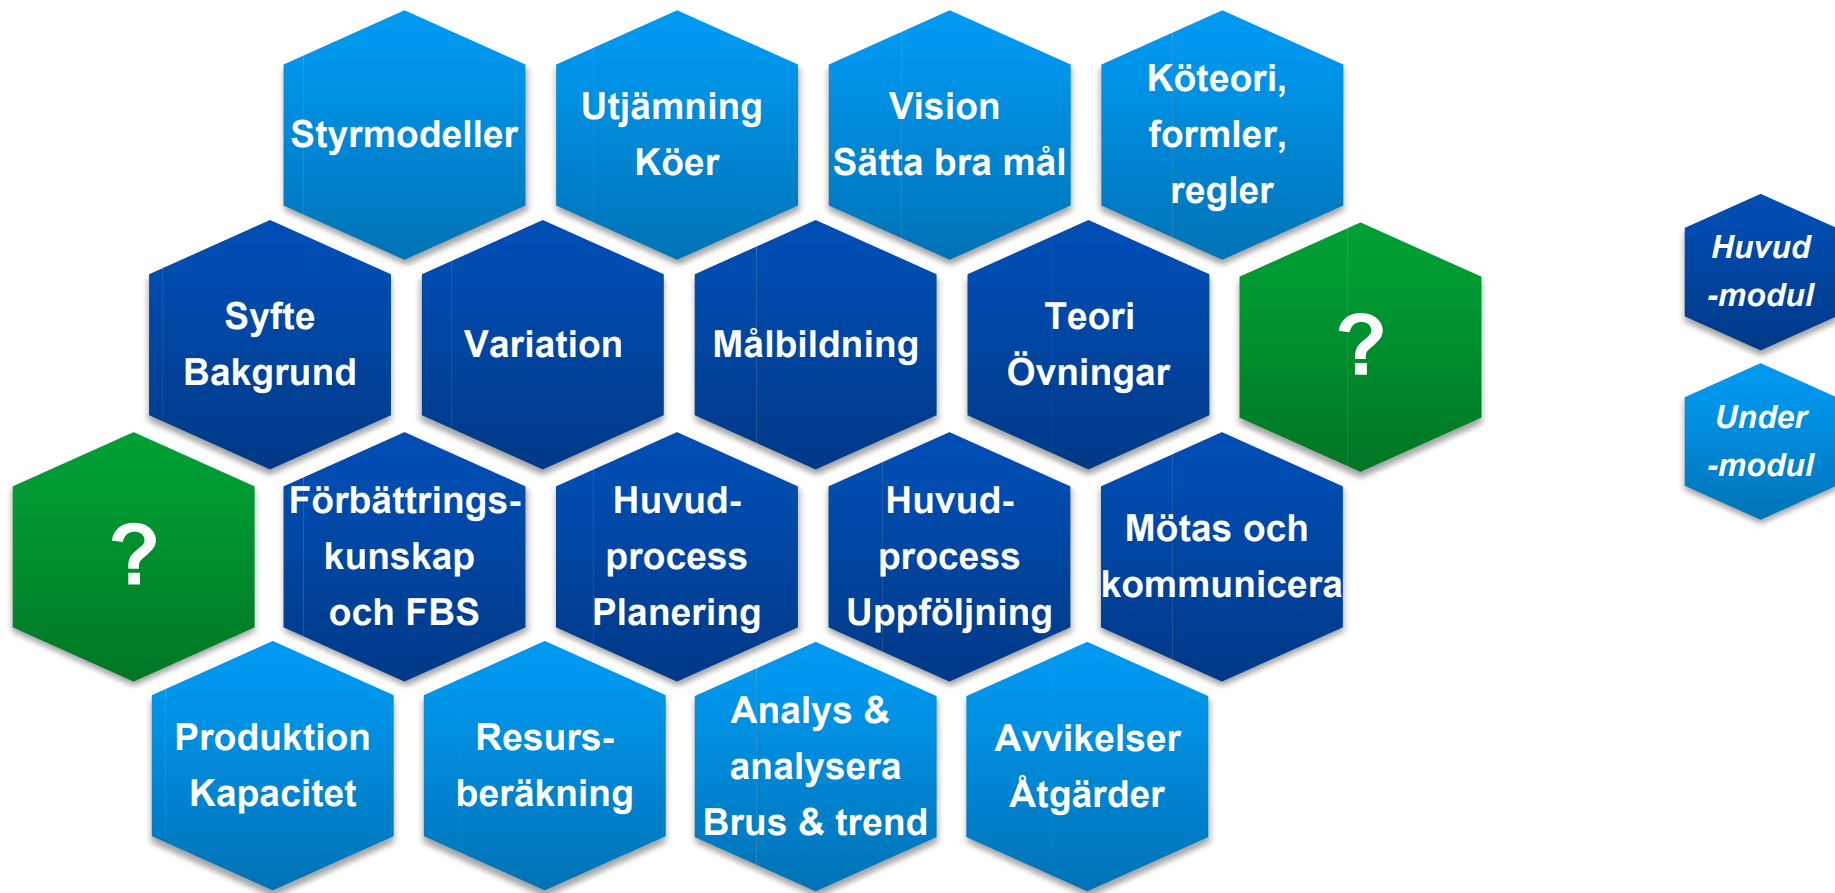 Styrmodeller
Utjämning
Köer
Vision
Sätta bra mål
Köteori,
formler,
regler
Syfte
Bakgrund
Variation
Målbildning
Teori
Övningar
?
Huvud
-modul
Under
-modul
?
Förbättrings-
kunskap
och FBS
Huvud-
process
Planering
Huvud-
process
Uppföljning
Mötas och
kommunicera
Produktion
Kapacitet
Resurs-
beräkning
Analys &
analysera
Brus & trend
Avvikelser
Åtgärder